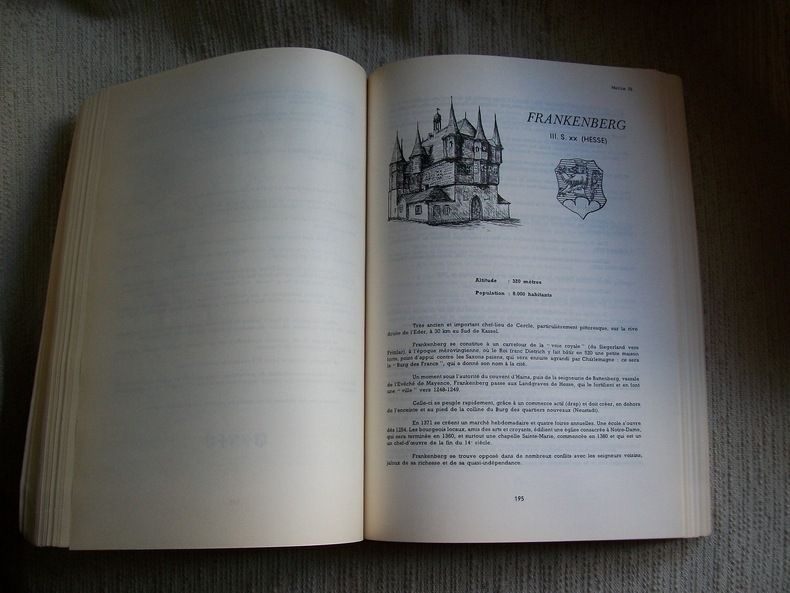 Notice 55
FRANKENBERG
III. S. xx (HESSE)
Altitude : 320 mètres
Population : 8.000 habitants
Très ancien et important chef-lieu de Cercle, particulièrement pittoresque, sur la rive
droite de l'Eder, à 30 km au Sud de Kassel.
Frankenberg se constitue à un carrefour de la "voie royale" (du Siegerland vers
Fritzlar), à l'époque mérovingienne, où le Roi franc Dietrich y fait bâtir en 520 une petite maison
forte, point d'appui contre les Saxons païens, qui sera ensuite agrandi par Charlemagne : ce sera
le "Burg des Francs", qui a donné son nom à la cité.
Un moment sous l'autorité du couvent d'Haina, puis de la seigneurie de Battenberg, vassale
de l'Evêché de Mayence, Frankenberg passe aux Landgraves de Hesse, qui le fortifient et en font
une "ville" vers 1248-1249.
Celle-ci se peuple rapidement, grâce à un commerce actif (drap) et doit créer, en dehors
de l'enceinte et au pied de la colline du Burg des quartiers nouveaux (Neustadt).
En 1371 se créent un marché hebdomadaire et quatre foires annuelles. Une école s'ouvre
dès 1254. Les bourgeois locaux, amis des arts et croyants, édifient une église consacrée à Notre-Dame,
qui sera terminée en 1360, et surtout une chapelle Sainte-Marie, commencée en 1380 et qui est un
un chef-d'œuvre de la fin du 14e siècle.
Frankenberg se trouve opposé dans de nombreux conflits avec les seigneurs voisins,
jaloux de sa richesse et de sa quasi-indépendance.
195